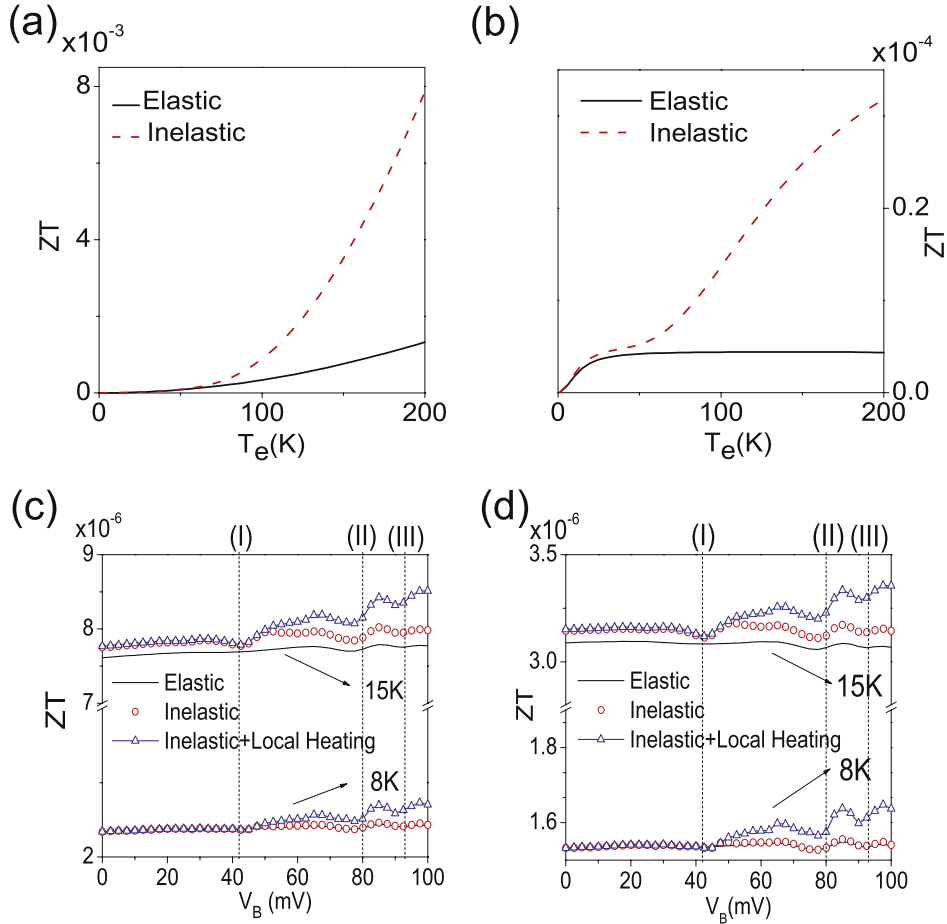 (a)
x10⁻³
8
4
0
ZT
Elastic
Inelastic
0
100
200
Tₑ(K)
(b)
x10⁻⁴
0.2
0.0
ZT
Elastic
Inelastic
0
100
200
Tₑ(K)
(c)
x10⁻⁶
(I)
(II)
(III)
9
8
7
2
ZT
15K
Elastic
Inelastic
Inelastic+Local Heating
8K
0 20 40 60 80 100
V_B (mV)
(d)
x10⁻⁶
(I)
(II)
(III)
3.5
3.0
1.8
1.6
1.6
ZT
15K
Elastic
Inelastic
Inelastic+Local Heating
8K
0 20 40 60 80 100
V_B(mV)